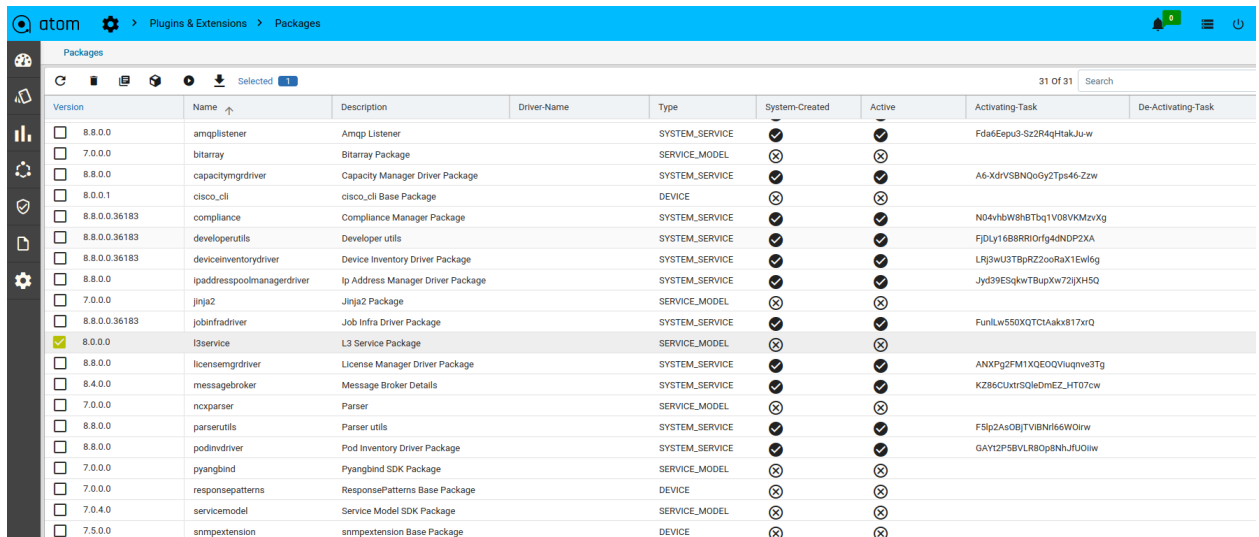 atom > Plugins & Extensions > Packages 0
Packages
Selected 1 31 Of 31 Search
Version Name Description Driver-Name Type System-Created Active Activating-Task De-Activating-Task
8.8.0.0 amqplistener Amqp Listener SYSTEM_SERVICE Fda6Eepu3-Sz2R4qHtakJu-w
7.0.0.0 bitarray Bitarray Package SERVICE_MODEL
8.8.0.0 capacitymgrdriver Capacity Manager Driver Package SYSTEM_SERVICE A6-XdrVSBNQoGy2Tps46-Zzw
8.0.0.1 cisco_cli cisco_cli Base Package DEVICE
8.8.0.0.36183 compliance Compliance Manager Package SYSTEM_SERVICE N04vhbW8hBTbq1V08VKMzvXg
8.8.0.0.36183 developerutils Developer utils SYSTEM_SERVICE FjDLy16B8RRIOrfg4dNDP2XA
8.8.0.0.36183 deviceinventorydriver Device Inventory Driver Package SYSTEM_SERVICE LRj3wU3TBpRZ2ooRaX1Ewl6g
8.8.0.0 ipaddresspoolmanagerdriver Ip Address Manager Driver Package SYSTEM_SERVICE Jyd39ESqkwTBupXw72ijXH5Q
7.0.0.0 jinja2 Jinja2 Package SERVICE_MODEL
8.8.0.0.36183 jobinfradriver Job Infra Driver Package SYSTEM_SERVICE FunlLw550XQTCtAakx817xrQ
8.0.0.0 l3service L3 Service Package SERVICE_MODEL
8.8.0.0 licensemgrdriver License Manager Driver Package SYSTEM_SERVICE ANXPg2FM1XQEOQViuqnve3Tg
8.4.0.0 messagebroker Message Broker Details SYSTEM_SERVICE KZ86CUxtrSQleDmEZ_HT07cw
7.0.0.0 ncxparser Parser SERVICE_MODEL
8.8.0.0 parserutils Parser utils SYSTEM_SERVICE F5lp2AsOBjTViBNrl66WOirw
8.8.0.0 podinvdriver Pod Inventory Driver Package SYSTEM_SERVICE GAYt2P5BVLR8Op8NhJfUOiiw
7.0.0.0 pyangbind Pyangbind SDK Package SERVICE_MODEL
7.0.0.0 responsepatterns ResponsePatterns Base Package DEVICE
7.0.4.0 servicemodel Service Model SDK Package SERVICE_MODEL
7.5.0.0 snmpextension snmpextension Base Package DEVICE